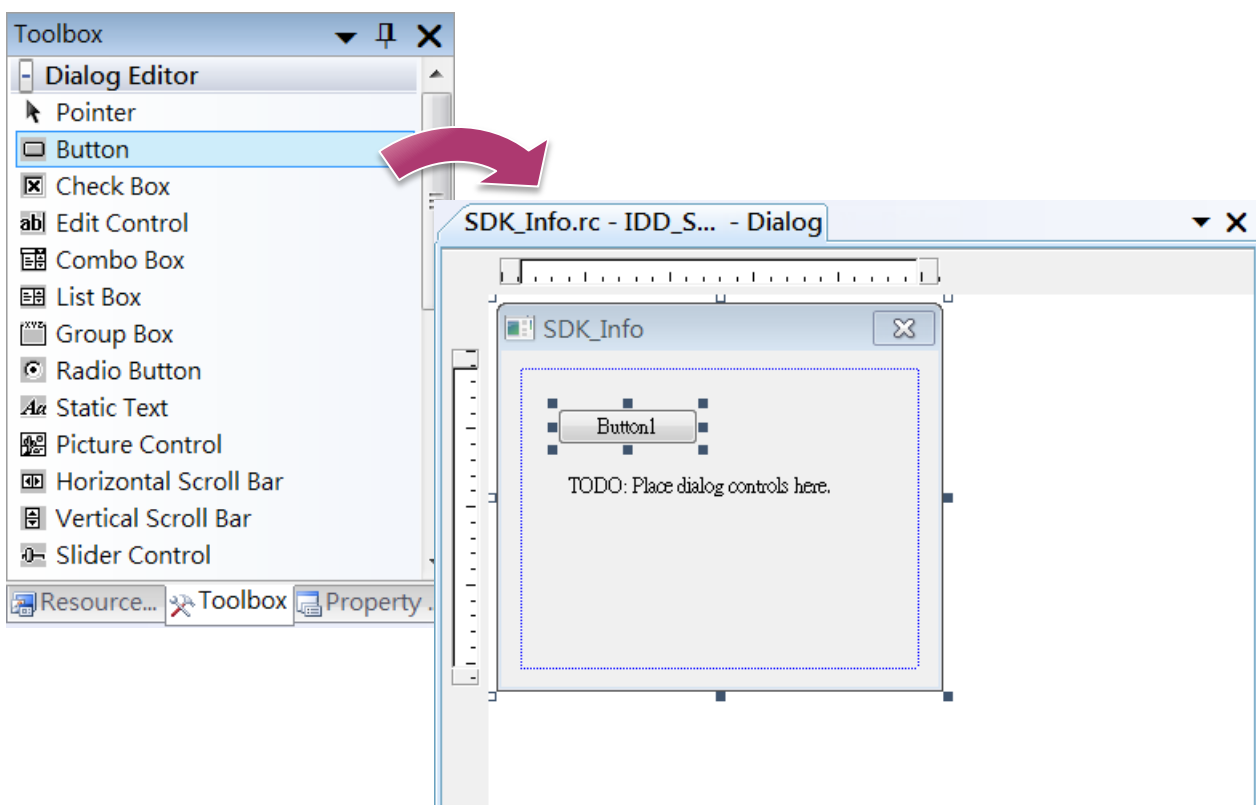 Toolbox
Dialog Editor
Pointer
Button
Check Box
ab| Edit Control
Combo Box
List Box
Group Box
Radio Button
Aa Static Text
Picture Control
Horizontal Scroll Bar
Vertical Scroll Bar
Slider Control
Resource... Toolbox Property .
SDK_Info.rc - IDD_S... - Dialog
SDK_Info
Button1
TODO: Place dialog controls here.